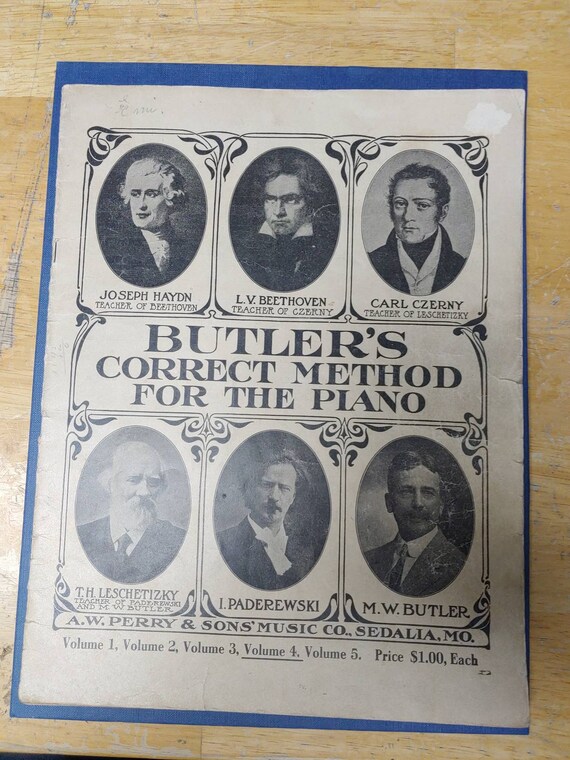 JOSEPH HAYDN
TEACHER OF BEETHOVEN
L.V. BEETHOVEN
TEACHER OF CZERNY
CARL CZERNY
TEACHER OF LESCHETIZKY
BUTLER'S
CORRECT METHOD
FOR THE PIANO
T.H. LESCHETIZKY
TEACHER OF PADEREWSKI
AND M.W. BUTLER
I. PADEREWSKI
M.W. BUTLER
A.W. PERRY & SONS' MUSIC CO., SEDALIA, MO.
Volume 1, Volume 2, Volume 3, Volume 4. Volume 5. Price $1.00, Each